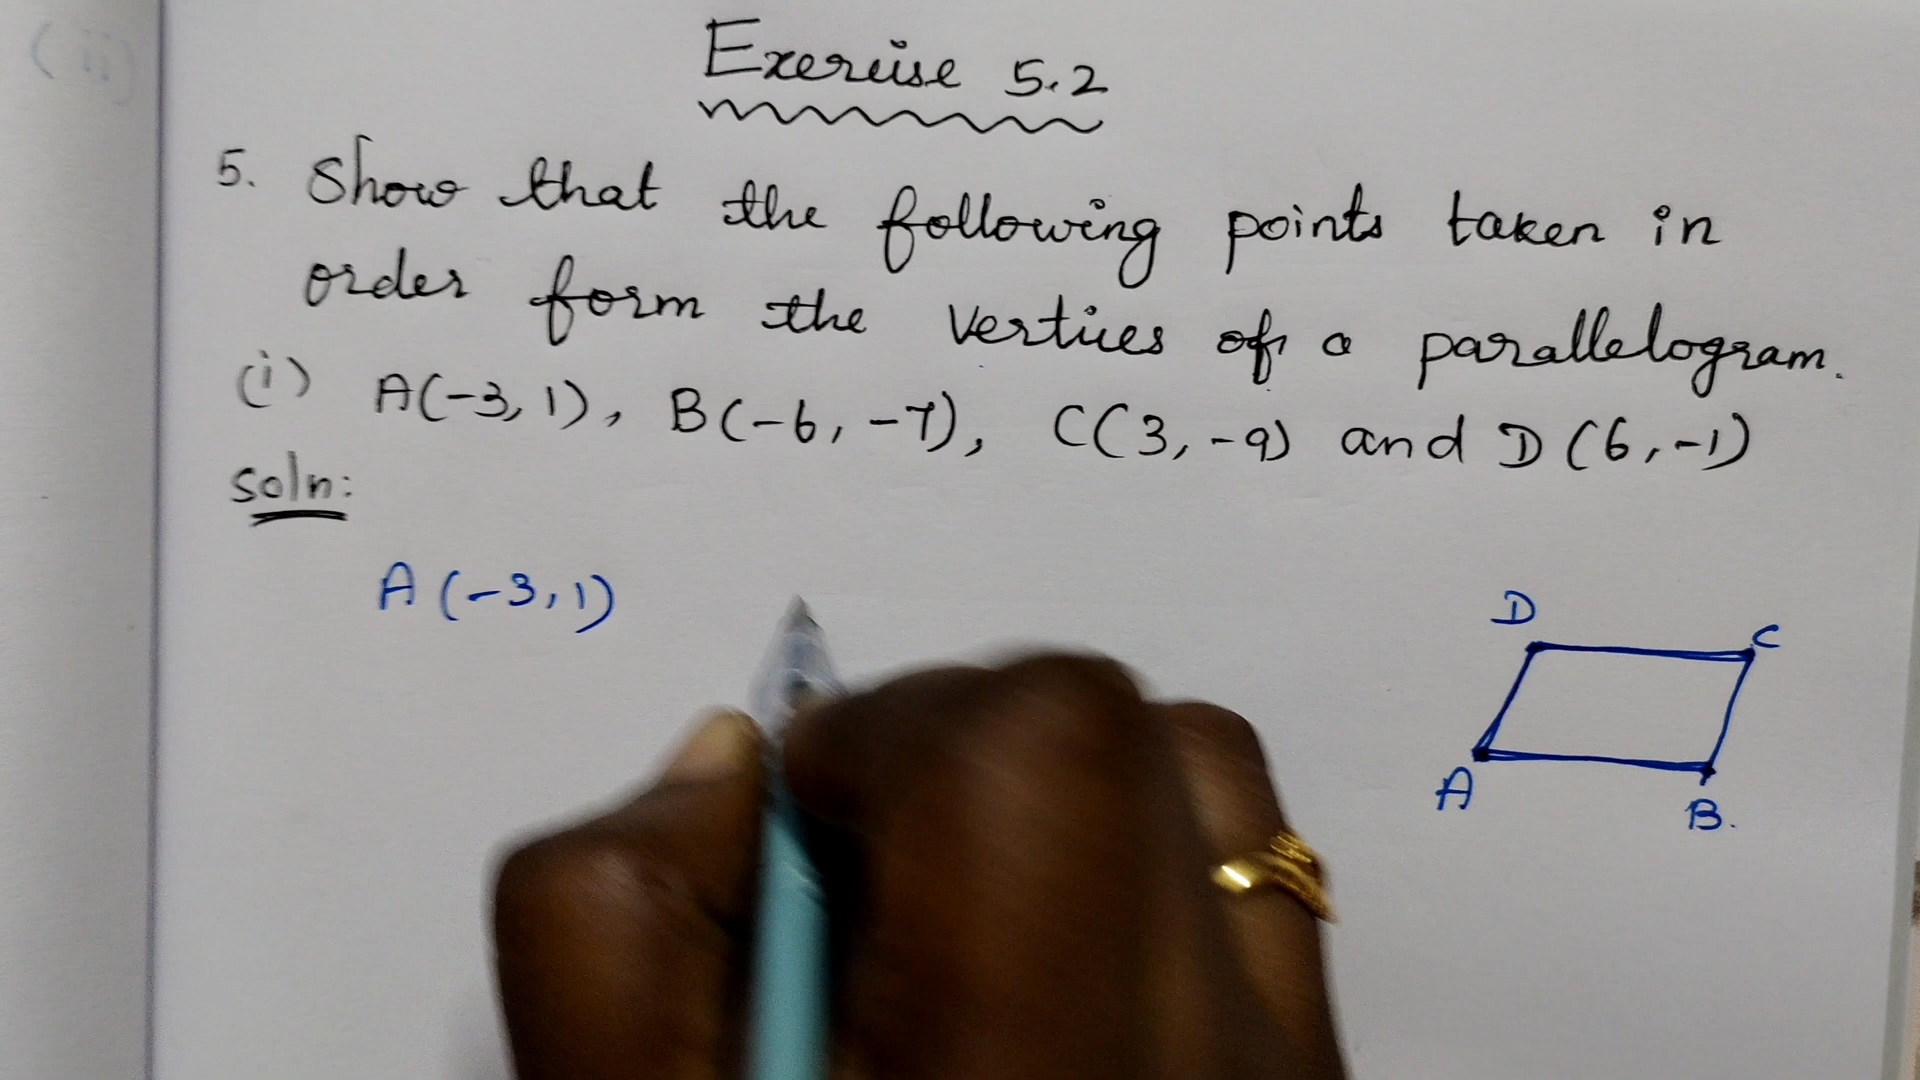 (ii)
Exercise 5.2
5. Show that the following points taken in
order form the vertices of a parallelogram.
(i) A(-3, 1), B(-6, -7), C(3, -9) and D(6, -1)
Soln:
A(-3, 1)
D
C
A
B.